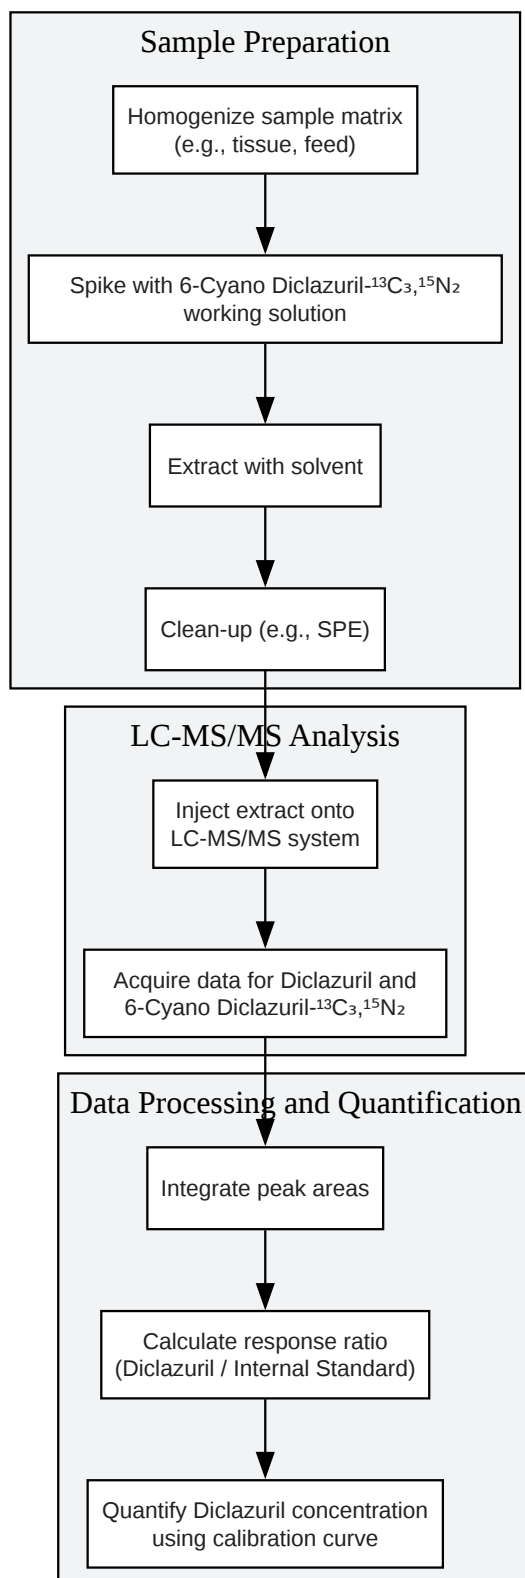 Sample Preparation
Homogenize sample matrix
(e.g., tissue, feed)
Spike with 6-Cyano Diclazuril-¹³C₃,¹⁵N₂
working solution
Extract with solvent
Clean-up (e.g., SPE)
LC-MS/MS Analysis
Inject extract onto
LC-MS/MS system
Acquire data for Diclazuril and
6-Cyano Diclazuril-¹³C₃,¹⁵N₂
Data Processing and Quantification
Integrate peak areas
Calculate response ratio
(Diclazuril / Internal Standard)
Quantify Diclazuril concentration
using calibration curve